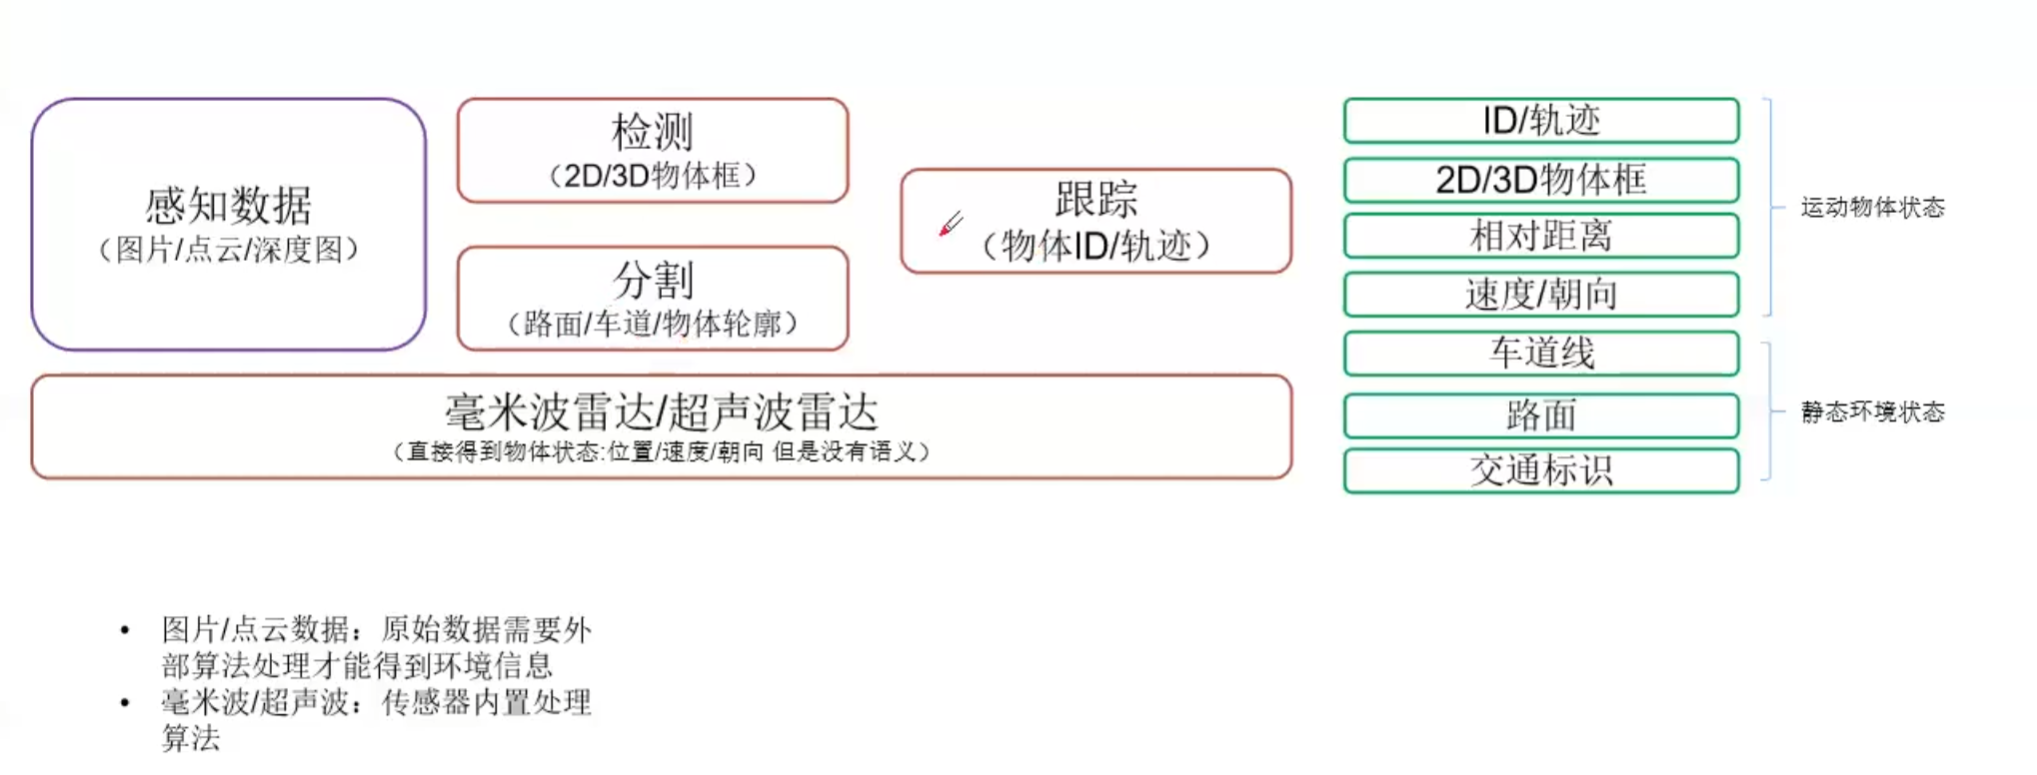 感知数据
（图片/点云/深度图）
检测
（2D/3D物体框）
分割
（路面/车道/物体轮廓）
跟踪
（物体ID/轨迹）
毫米波雷达/超声波雷达
（直接得到物体状态:位置/速度/朝向 但是没有语义）
ID/轨迹
2D/3D物体框
相对距离
速度/朝向
车道线
路面
交通标识
运动物体状态
静态环境状态
• 图片/点云数据：原始数据需要外
部算法处理才能得到环境信息
• 毫米波/超声波：传感器内置处理
算法